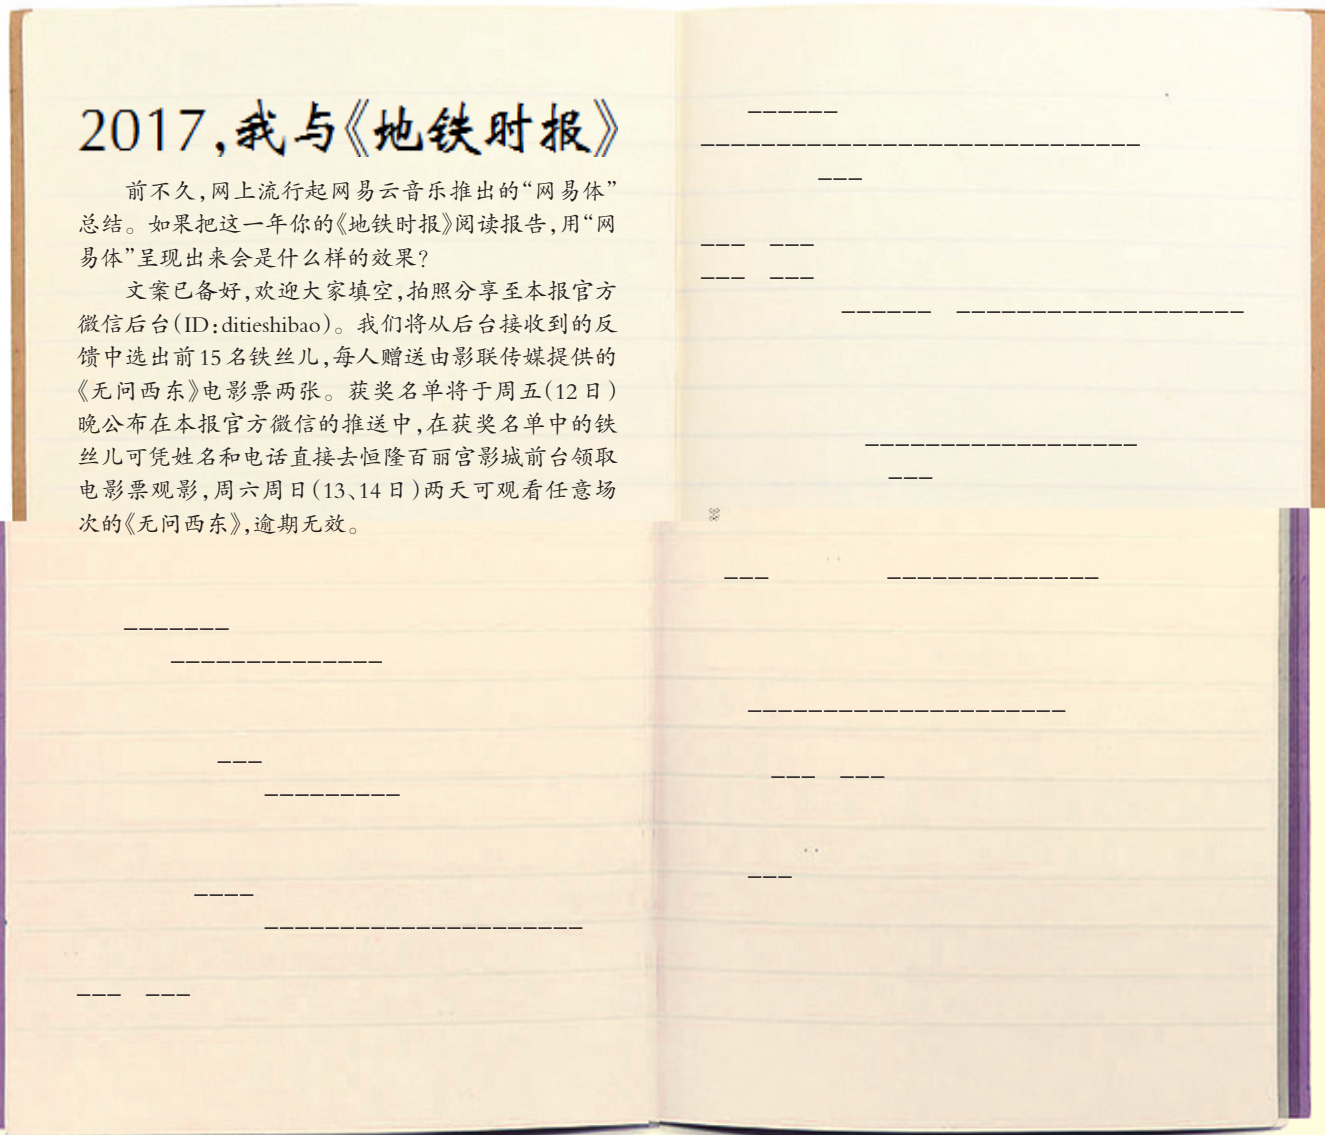 2017,我与《地铁时报》
前不久,网上流行起网易云音乐推出的“网易体”
总结。如果把这一年你的《地铁时报》阅读报告,用“网
易体”呈现出来会是什么样的效果?
文案已备好,欢迎大家填空,拍照分享至本报官方
微信后台(ID:ditieshibao)。我们将从后台接收到的反
馈中选出前15名铁丝儿,每人赠送由影联传媒提供的
《无问西东》电影票两张。获奖名单将于周五(12日)
晚公布在本报官方微信的推送中,在获奖名单中的铁
丝儿可凭姓名和电话直接去恒隆百丽宫影城前台领取
电影票观影,周六周日(13、14日)两天可观看任意场
次的《无问西东》,逾期无效。